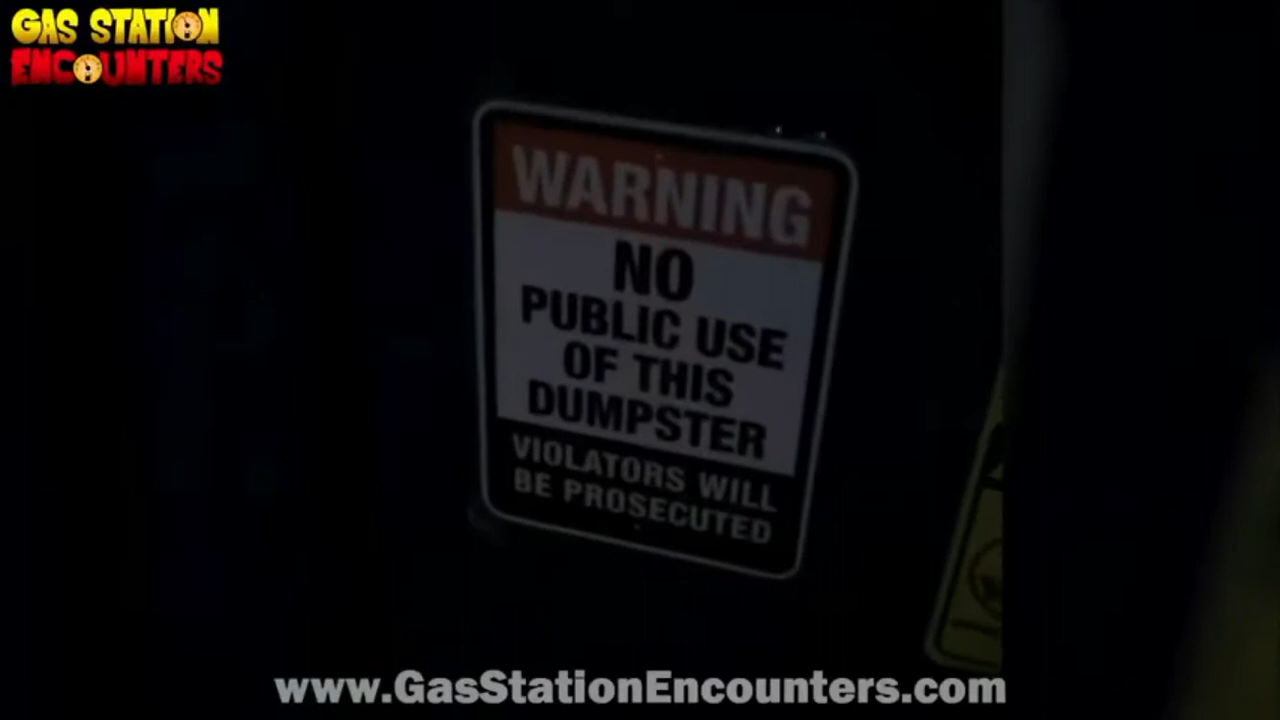 GAS STATION
ENCOUNTERS
WARNING
NO
PUBLIC USE
OF THIS
DUMPSTER
VIOLATORS WILL
BE PROSECUTED
www.GasStationEncounters.com